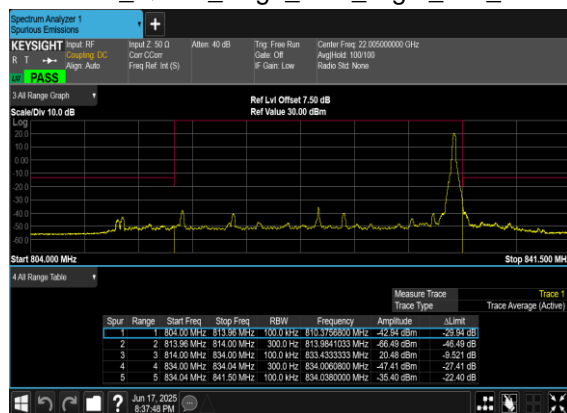 Spectrum Analyzer 1
Spurious Emissions
+
KEYSIGHT Input: RF Input Z: 50 Ω Atten: 40 dB Trig: Free Run Center Freq: 22.005000000 GHz
R T Coupling: DC Corr CCorr Gate: Off Avg|Hold: 100/100
Align: Auto Freq Ref: Int (S) IF Gain: Low Radio Std: None
PASS
3 All Range Graph
Ref Lvl Offset 7.50 dB
Scale/Div 10.0 dB Ref Value 30.00 dBm
Log
20.0
10.0
0.00
-10.0
-20.0
-30.0
-40.0
-50.0
-60.0
Start 804.000 MHz Stop 841.500 MH
4 All Range Table
Measure Trace Trace 1
Trace Type Trace Average (Active)
Spur Range Start Freq Stop Freq RBW Frequency Amplitude ΔLimit
1 1 804.00 MHz 813.96 MHz 100.0 kHz 810.3756800 MHz -42.94 dBm -29.94 dB
2 2 813.96 MHz 814.00 MHz 300.0 Hz 813.9841033 MHz -66.49 dBm -46.49 dB
3 3 814.00 MHz 834.00 MHz 100.0 kHz 833.4333333 MHz 20.48 dBm -9.521 dB
4 4 834.00 MHz 834.04 MHz 300.0 Hz 834.0060800 MHz -47.41 dBm -27.41 dB
5 5 834.04 MHz 841.50 MHz 100.0 kHz 834.0380000 MHz -35.40 dBm -22.40 dB
? Jun 17, 2025
8:37:48 PM